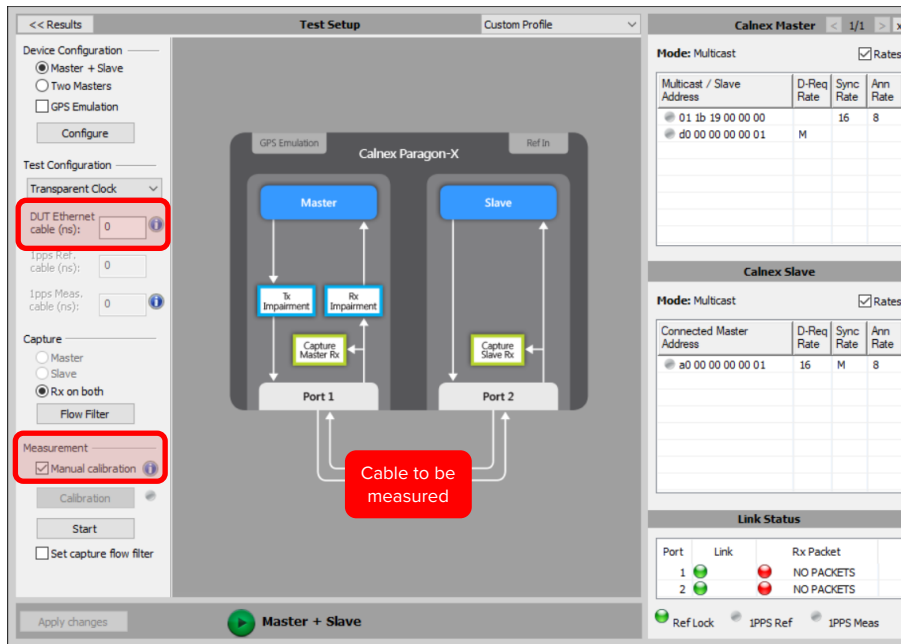 << Results
Test Setup
Custom Profile
Device Configuration
Master + Slave
Two Masters
GPS Emulation
Configure
Test Configuration
Transparent Clock
DUT Ethernet
cable (ns):
0
1pps Ref.
cable (ns):
0
1pps Meas.
cable (ns):
0
Capture
Master
Slave
Rx on both
Flow Filter
Measurement
Manual calibration
Calibration
Start
Set capture flow filter
Apply changes
Master + Slave
GPS Emulation
Ref In
Calnex Paragon-X
Master
Slave
Tx
Impairment
Rx
Impairment
Capture
Master Rx
Capture
Slave Rx
Port 1
Port 2
Cable to be
measured
Calnex Master
< 1/1 > x
Mode: Multicast
Rates
Multicast / Slave
Address
D-Req
Rate
Sync
Rate
Ann
Rate
01 1b 19 00 00 00 16 8
d0 00 00 00 00 01 M
Calnex Slave
Mode: Multicast
Rates
Connected Master
Address
D-Req
Rate
Sync
Rate
Ann
Rate
a0 00 00 00 00 01 16 M 8
Link Status
Port Link Rx Packet
1 NO PACKETS
2 NO PACKETS
Ref Lock 1PPS Ref 1PPS Meas